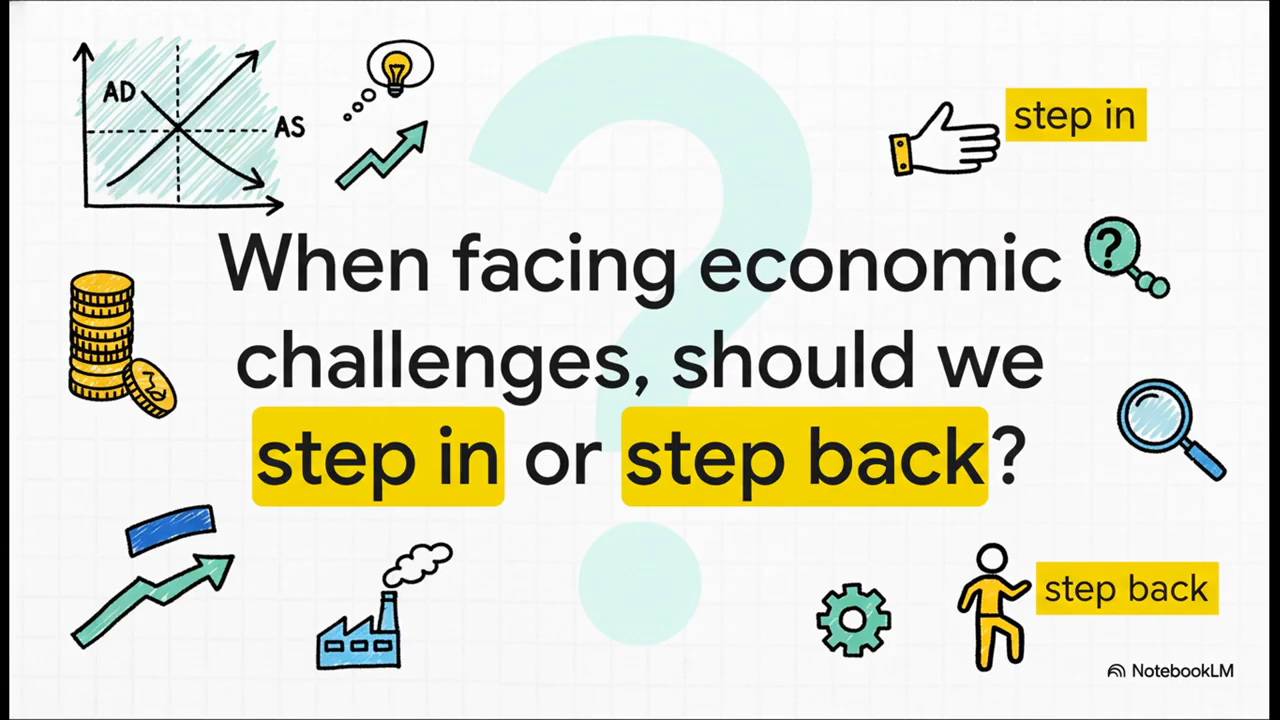 AD
AS
step in
When facing economic
challenges, should we
step in or step back?
?
step back
NotebookLM